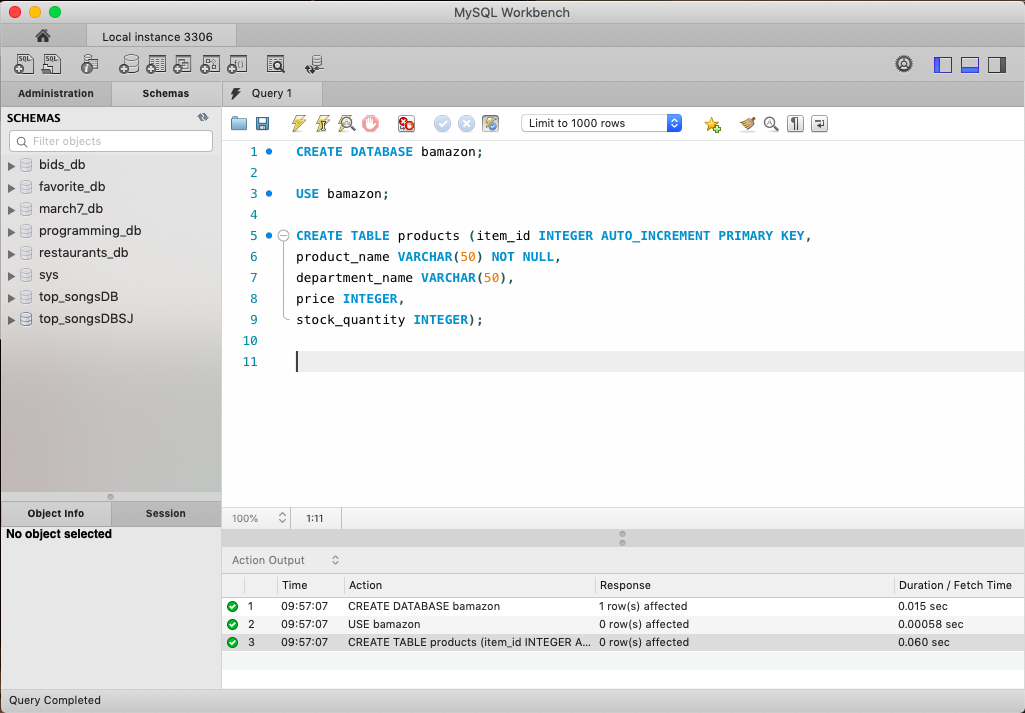 MySQL Workbench
Local instance 3306
Administration
Schemas
Query 1
SCHEMAS
Filter objects
bids_db
favorite_db
march7_db
programming_db
restaurants_db
sys
top_songsDB
top_songsDBSJ
Limit to 1000 rows
1 CREATE DATABASE bamazon;
2
3 USE bamazon;
4
5 CREATE TABLE products (item_id INTEGER AUTO_INCREMENT PRIMARY KEY,
6 product_name VARCHAR(50) NOT NULL,
7 department_name VARCHAR(50),
8 price INTEGER,
9 stock_quantity INTEGER);
10
11
100% 1:11
Object Info
Session
No object selected
Action Output
Time Action Response Duration / Fetch Time
1 09:57:07 CREATE DATABASE bamazon 1 row(s) affected 0.015 sec
2 09:57:07 USE bamazon 0 row(s) affected 0.00058 sec
3 09:57:07 CREATE TABLE products (item_id INTEGER A... 0 row(s) affected 0.060 sec
Query Completed